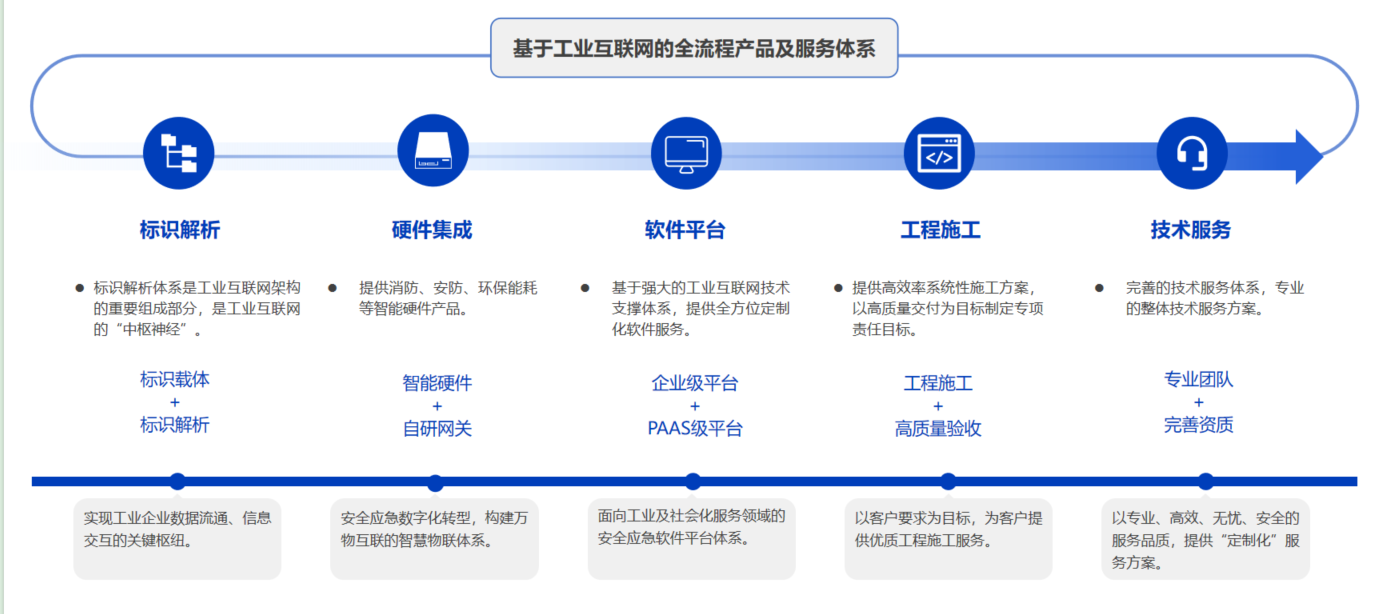 基于工业互联网的全流程产品及服务体系
标识解析
硬件集成
软件平台
工程施工
技术服务
● 标识解析体系是工业互联网架构
的重要组成部分，是工业互联网
的“中枢神经”。
● 提供消防、安防、环保能耗
等智能硬件产品。
● 基于强大的工业互联网技术
支撑体系，提供全方位定制
化软件服务。
● 提供高效率系统性施工方案，
以高质量交付为目标制定专项
责任目标。
● 完善的技术服务体系，专业
的整体技术服务方案。
标识载体
+
标识解析
智能硬件
+
自研网关
企业级平台
+
PAAS级平台
工程施工
+
高质量验收
专业团队
+
完善资质
实现工业企业数据流通、信息
交互的关键枢纽。
安全应急数字化转型，构建万
物互联的智慧物联体系。
面向工业及社会化服务领域的
安全应急软件平台体系。
以客户要求为目标，为客户提
供优质工程施工服务。
以专业、高效、无忧、安全的
服务品质，提供“定制化”服
务方案。